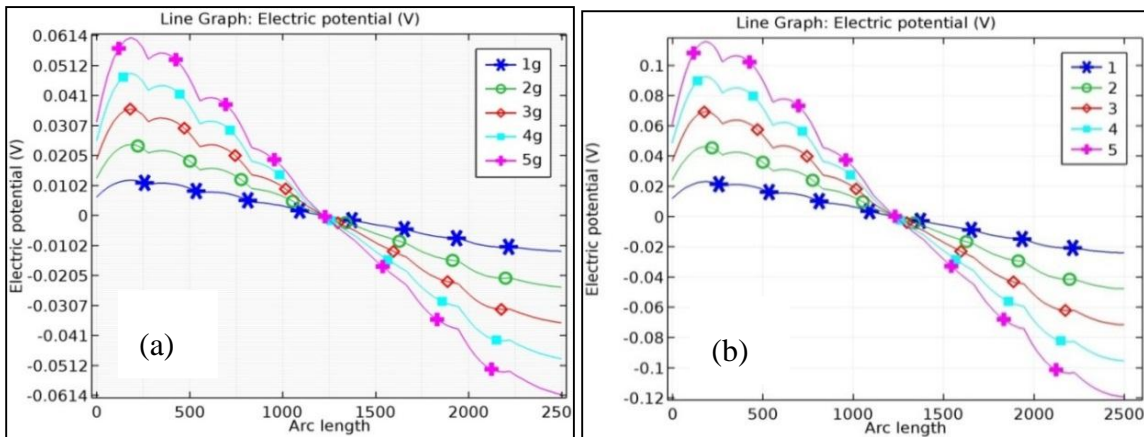 Line Graph: Electric potential (V)
0.0614
0.0512
0.041
0.0307
0.0205
0.0102
0
-0.0102
-0.0205
-0.0307
-0.041
-0.0512
-0.0614
Electric potential (V)
0 500 1000 1500 2000 2500
Arc length
1g
2g
3g
4g
5g
(a)
Line Graph: Electric potential (V)
0.1
0.08
0.06
0.04
0.02
0
-0.02
-0.04
-0.06
-0.08
-0.1
-0.12
Electric potential (V)
0 500 1000 1500 2000 2500
Arc length
1
2
3
4
5
(b)